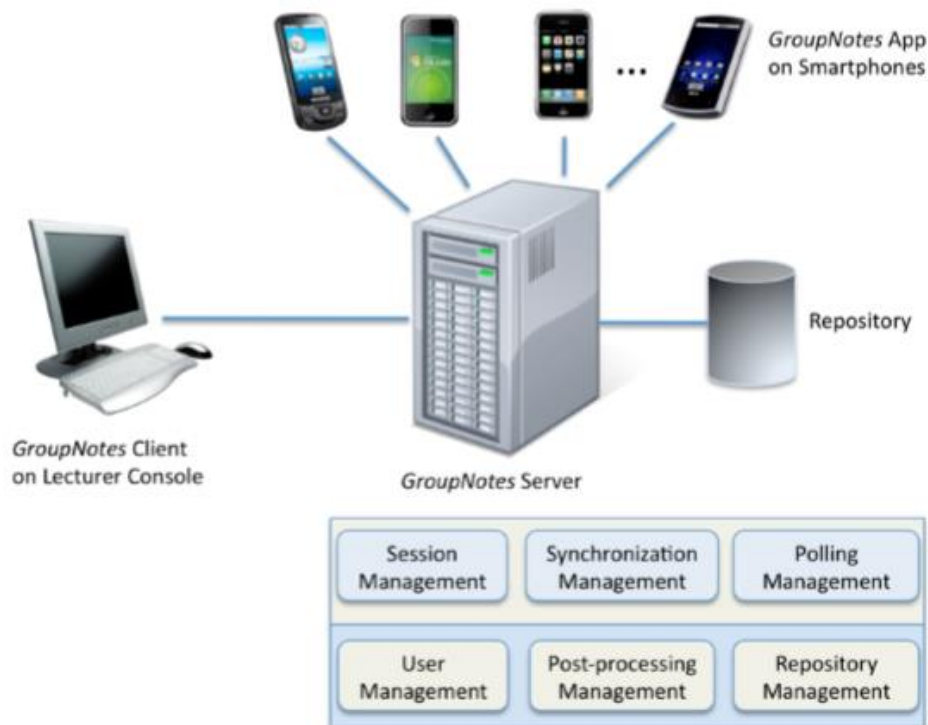 GroupNotes App
on Smartphones
...
Repository
GroupNotes Client
on Lecturer Console
GroupNotes Server
Session
Management
Synchronization
Management
Polling
Management
User
Management
Post-processing
Management
Repository
Management